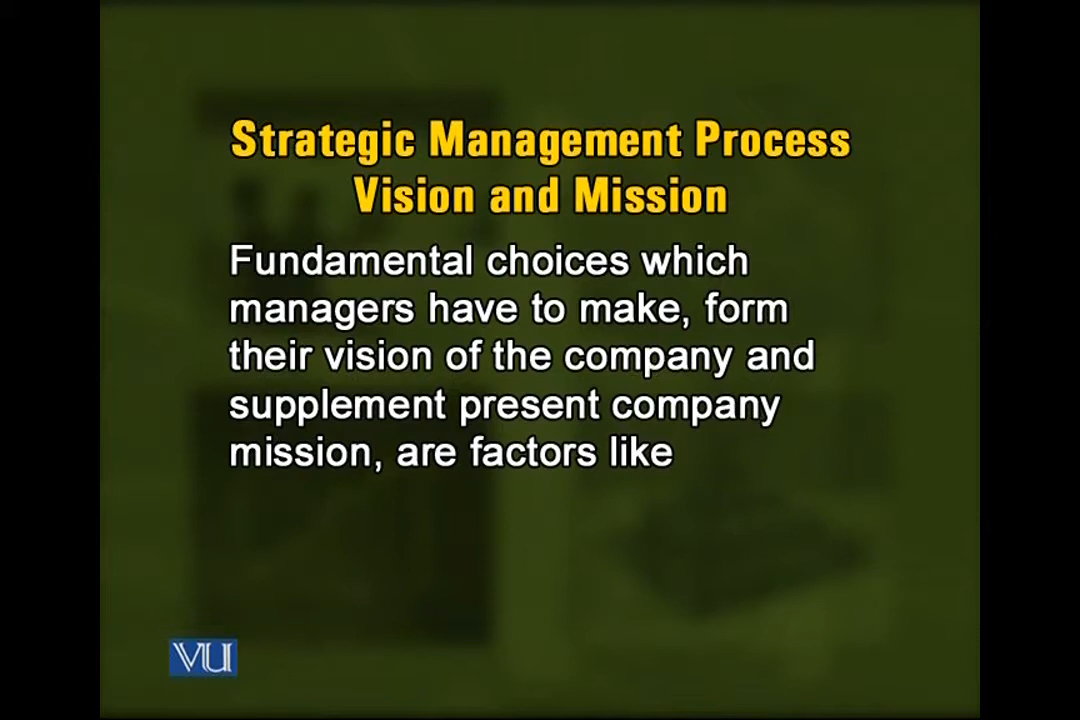 Strategic Management Process
Vision and Mission
Fundamental choices which
managers have to make, form
their vision of the company and
supplement present company
mission, are factors like
VU